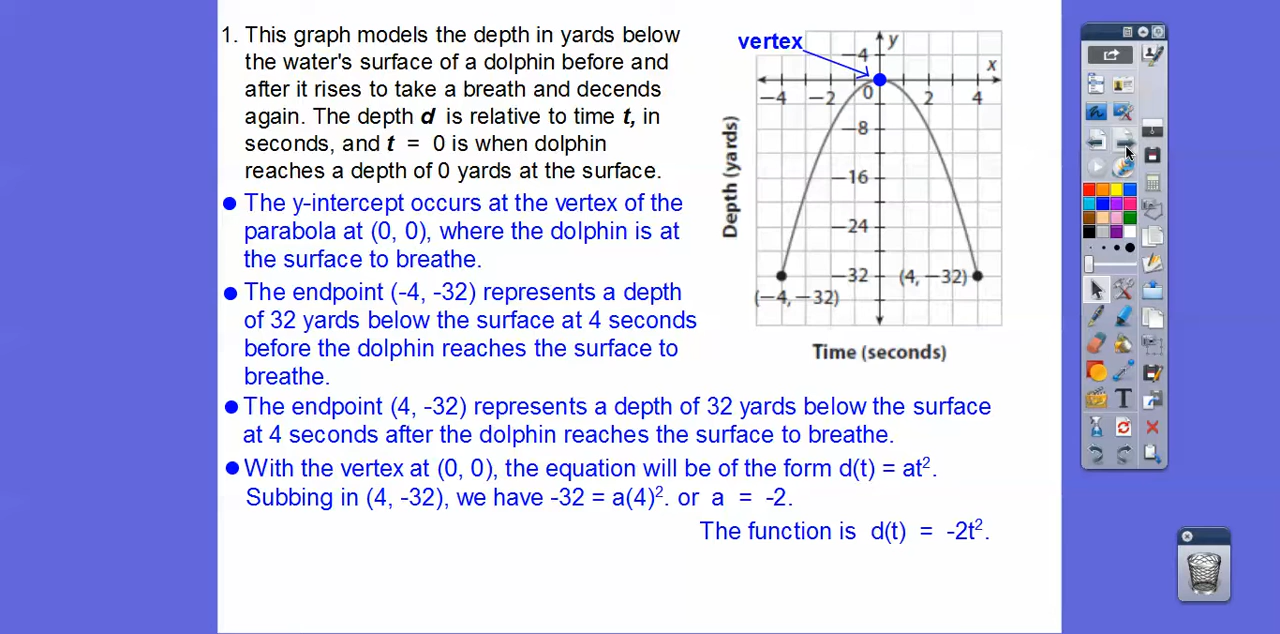 1. This graph models the depth in yards below
the water's surface of a dolphin before and
after it rises to take a breath and decends
again. The depth d is relative to time t, in
seconds, and t = 0 is when dolphin
reaches a depth of 0 yards at the surface.
● The y-intercept occurs at the vertex of the
parabola at (0, 0), where the dolphin is at
the surface to breathe.
● The endpoint (-4, -32) represents a depth
of 32 yards below the surface at 4 seconds
before the dolphin reaches the surface to
breathe.
● The endpoint (4, -32) represents a depth of 32 yards below the surface
at 4 seconds after the dolphin reaches the surface to breathe.
● With the vertex at (0, 0), the equation will be of the form d(t) = at².
Subbing in (4, -32), we have -32 = a(4)². or a = -2.
The function is d(t) = -2t².
vertex
y
−4
x
−4 −2 0 2 4
−8
−16
−24
−32
(4, −32)
(−4, −32)
Depth (yards)
Time (seconds)
T